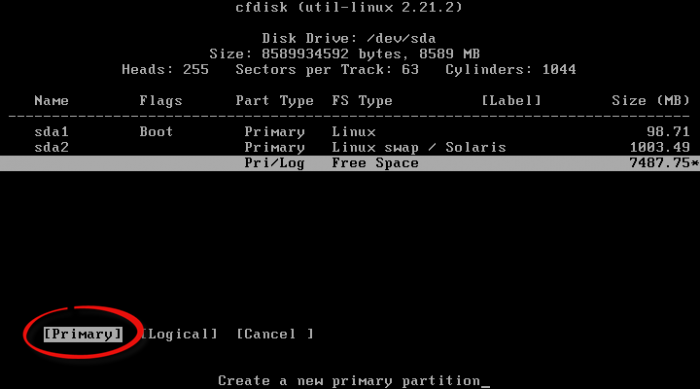 cfdisk (util-linux 2.21.2)
Disk Drive: /dev/sda
Size: 8589934592 bytes, 8589 MB
Heads: 255 Sectors per Track: 63 Cylinders: 1044
Name Flags Part Type FS Type [Label] Size (MB)
sda1 Boot Primary Linux 98.71
sda2 Primary Linux swap / Solaris 1003.49
Pri/Log Free Space 7487.75*
[Primary] [Logical] [Cancel ]
Create a new primary partition_